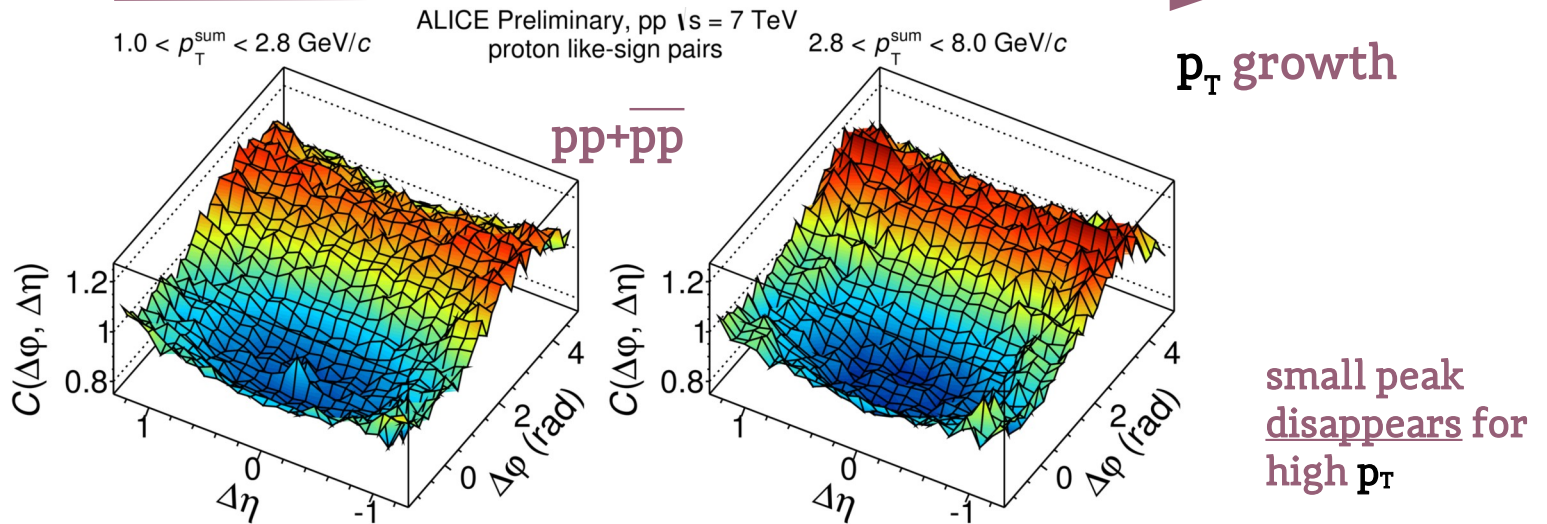 ALICE Preliminary, pp √s = 7 TeV
proton like-sign pairs
1.0 < p_T^sum < 2.8 GeV/c
2.8 < p_T^sum < 8.0 GeV/c
p_T growth
pp+p̅p̅
C(Δφ, Δη)
1.2
1
0.8
1
0
-1
Δη
0
2
4
Δφ (rad)
C(Δφ, Δη)
1.2
1
0.8
1
0
-1
Δη
0
2
4
Δφ (rad)
small peak
disappears for
high p_T